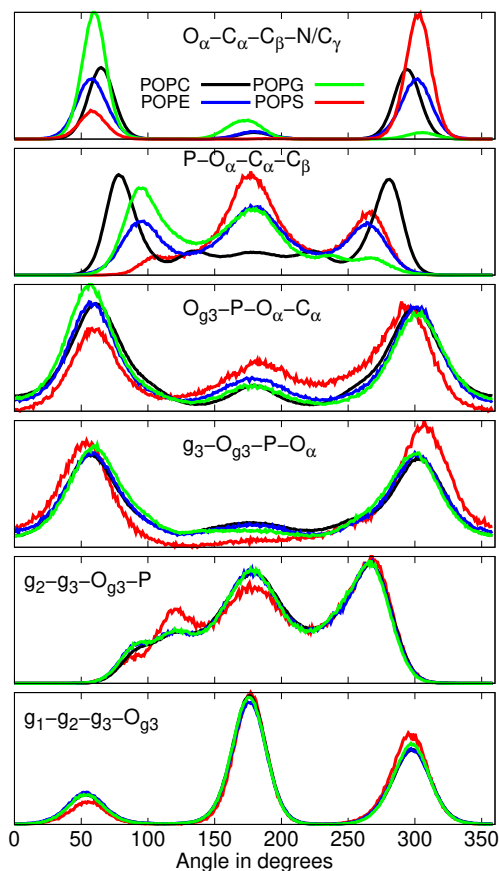 Oα−Cα−Cβ−N/Cγ
POPC POPG
POPE POPS
P−Oα−Cα−Cβ
Og3−P−Oα−Cα
g3−Og3−P−Oα
g2−g3−Og3−P
g1−g2−g3−Og3
0 50 100 150 200 250 300 350
Angle in degrees